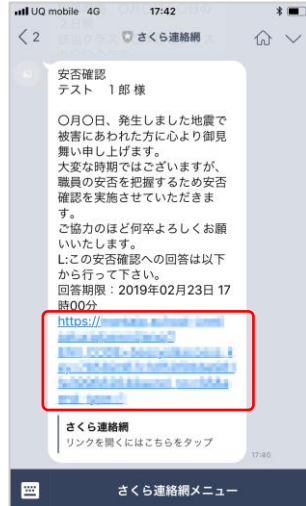 UQ mobile 4G 17:42
2 さくら連絡網
安否確認
テスト 1郎 様
〇月〇日、発生しました地震で
被害にあわれた方に心より御見
舞い申し上げます。
大変な時期ではございますが、
職員の安否を把握するため安否
確認を実施させていただきま
す。
ご協力のほど何卒よろしくお願
いいたします。
L:この安否確認への回答は以下
から行って下さい。
回答期限：2019年02月23日 17
時00分
https://
さくら連絡網
リンクを開くにはこちらをタップ
17:40
さくら連絡網メニュー